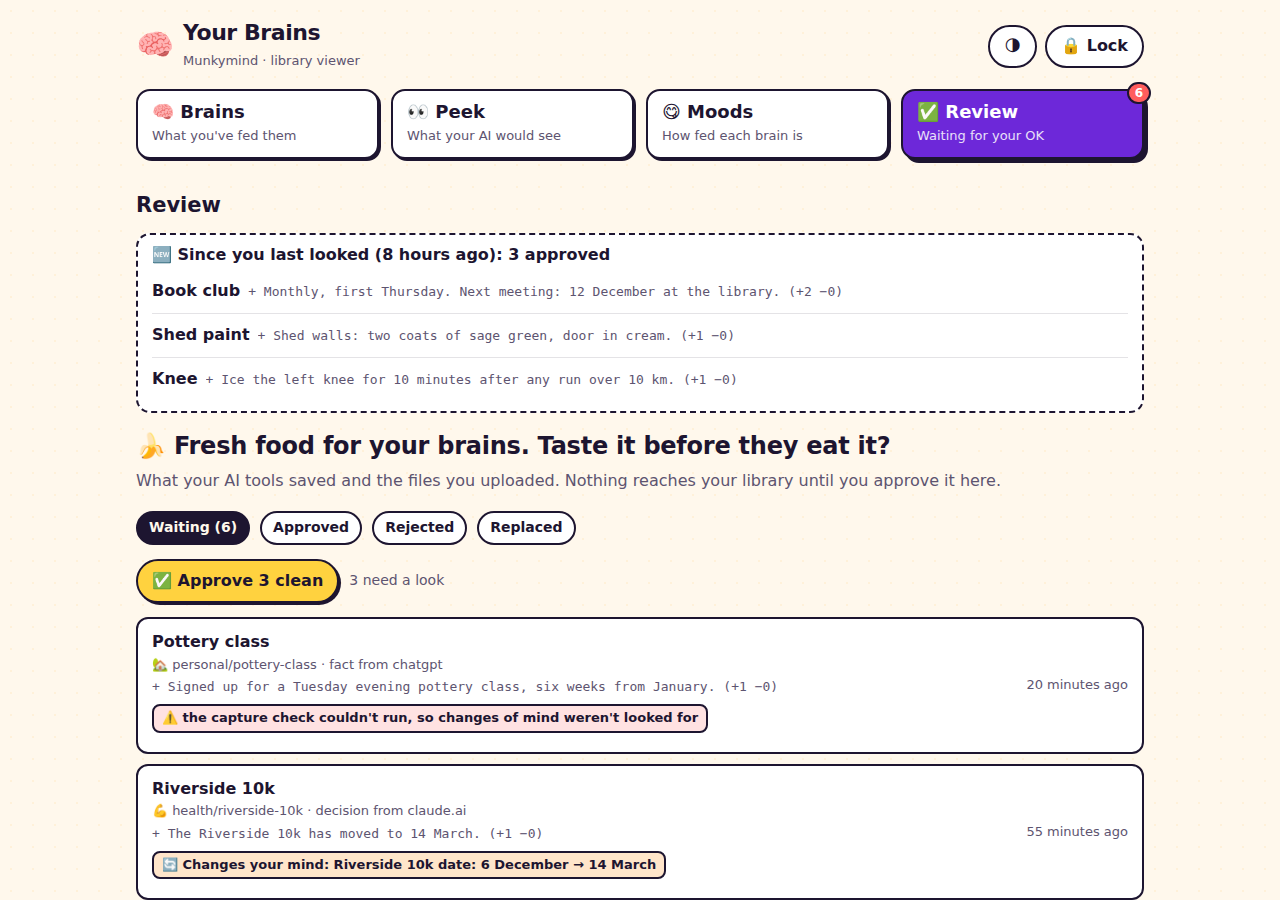 Your Brains
Munkymind · library viewer
Lock
Brains
What you've fed them
Peek
What your AI would see
Moods
How fed each brain is
Review
Waiting for your OK
6
Review
Since you last looked (8 hours ago): 3 approved
Book club + Monthly, first Thursday. Next meeting: 12 December at the library. (+2 −0)
Shed paint + Shed walls: two coats of sage green, door in cream. (+1 −0)
Knee + Ice the left knee for 10 minutes after any run over 10 km. (+1 −0)
Fresh food for your brains. Taste it before they eat it?
What your AI tools saved and the files you uploaded. Nothing reaches your library until you approve it here.
Waiting (6)
Approved
Rejected
Replaced
Approve 3 clean
3 need a look
Pottery class
personal/pottery-class · fact from chatgpt
+ Signed up for a Tuesday evening pottery class, six weeks from January. (+1 −0)
20 minutes ago
the capture check couldn't run, so changes of mind weren't looked for
Riverside 10k
health/riverside-10k · decision from claude.ai
+ The Riverside 10k has moved to 14 March. (+1 −0)
55 minutes ago
Changes your mind: Riverside 10k date: 6 December → 14 March